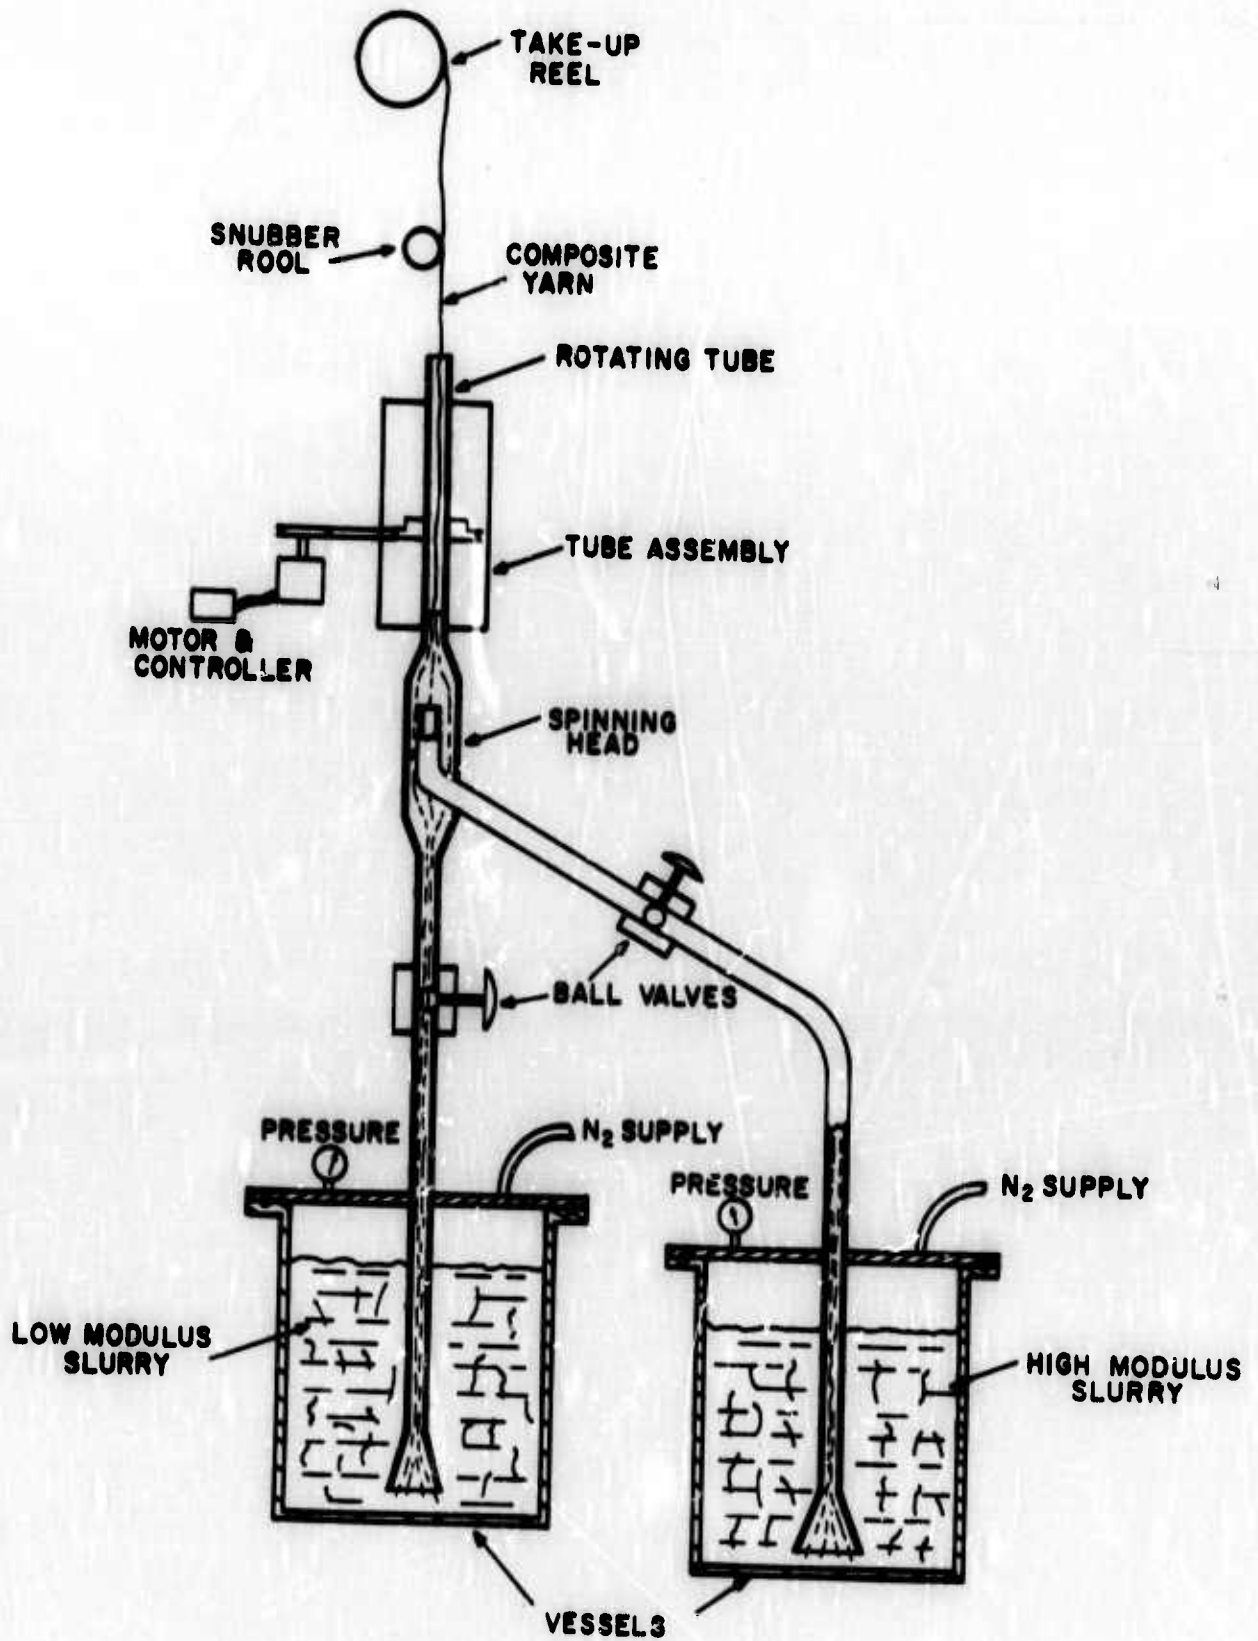 TAKE-UP
REEL
SNUBBER
ROOL
COMPOSITE
YARN
ROTATING TUBE
TUBE ASSEMBLY
MOTOR &
CONTROLLER
SPINNING
HEAD
BALL VALVES
PRESSURE
N₂ SUPPLY
PRESSURE
N₂ SUPPLY
LOW MODULUS
SLURRY
HIGH MODULUS
SLURRY
VESSELS